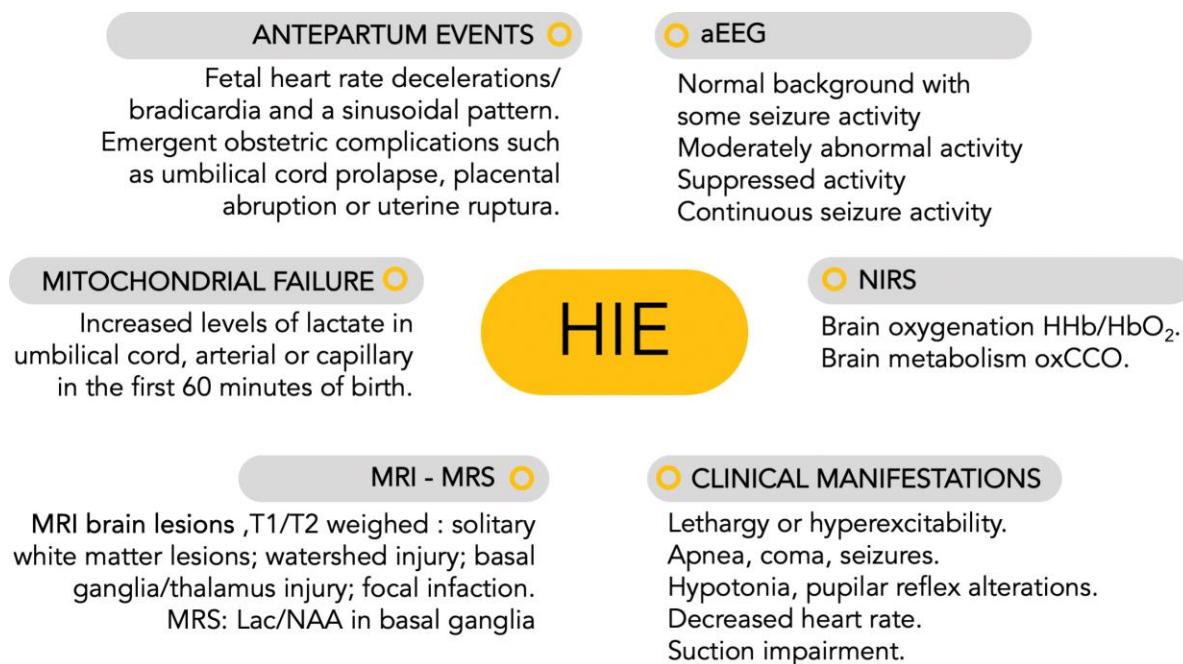 ANTEPARTUM EVENTS
Fetal heart rate decelerations/
bradicardia and a sinusoidal pattern.
Emergent obstetric complications such
as umbilical cord prolapse, placental
abruption or uterine ruptura.
aEEG
Normal background with
some seizure activity
Moderately abnormal activity
Suppressed activity
Continuous seizure activity
MITOCHONDRIAL FAILURE
Increased levels of lactate in
umbilical cord, arterial or capillary
in the first 60 minutes of birth.
HIE
NIRS
Brain oxygenation HHb/HbO₂.
Brain metabolism oxCCO.
MRI - MRS
MRI brain lesions ,T1/T2 weighed : solitary
white matter lesions; watershed injury; basal
ganglia/thalamus injury; focal infaction.
MRS: Lac/NAA in basal ganglia
CLINICAL MANIFESTATIONS
Lethargy or hyperexcitability.
Apnea, coma, seizures.
Hypotonia, pupilar reflex alterations.
Decreased heart rate.
Suction impairment.